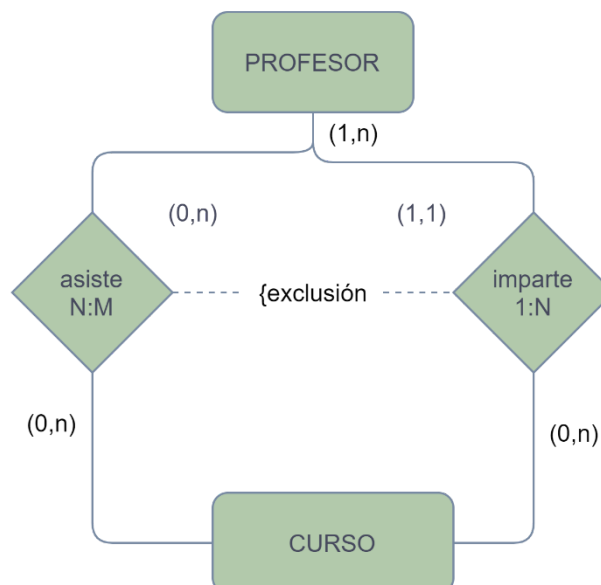 PROFESOR
(1,n)
(0,n)
(1,1)
asiste
N:M
{exclusión
imparte
1:N
(0,n)
(0,n)
CURSO